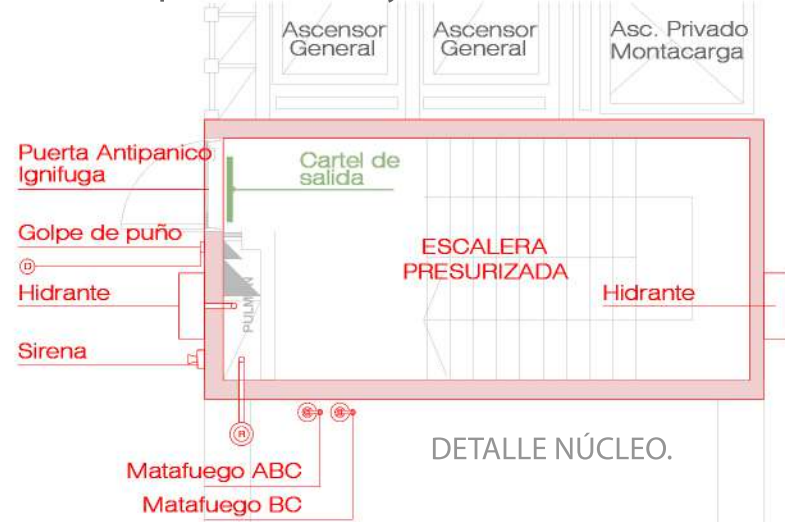 Ascensor
General
Ascensor
General
Asc. Privado
Montacarga
Puerta Antipanico
Ignifuga
Cartel de
salida
Golpe de puño
ESCALERA
PRESURIZADA
Hidrante
Hidrante
PULMON
Sirena
R
DETALLE NÚCLEO.
Matafuego ABC
Matafuego BC